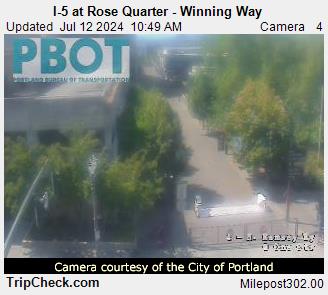 I-5 at Rose Quarter - Winning Way
Updated Jul 12 2024 10:49 AM Camera 4
PBOT
PORTLAND BUREAU OF TRANSPORTATION
Camera courtesy of the City of Portland
TripCheck.com Milepost302.00